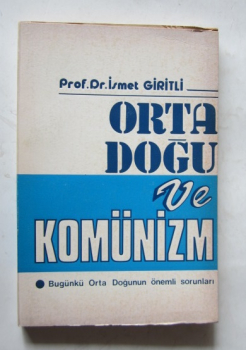 Prof.Dr.İsmet GİRİTLİ
ORTA
DOĞU
ve
KOMÜNİZM
Bugünkü Orta Doğunun önemli sorunları